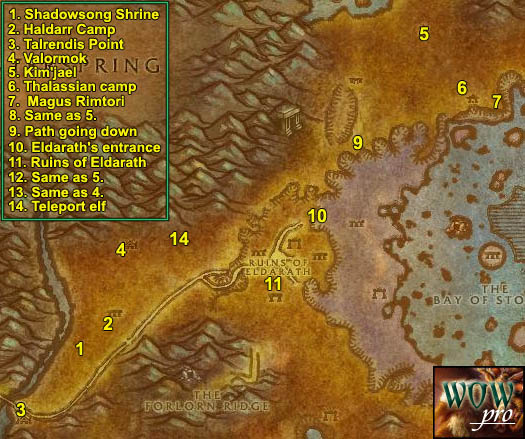 1. Shadowsong Shrine
2. Haldarr Camp
3. Talrendis Point
4. Valormok
5. Kim'jael
6. Thalassian camp
7. Magus Rimtori
8. Same as 5.
9. Path going down
10. Eldarath's entrance
11. Ruins of Eldarath
12. Same as 5.
13. Same as 4.
14. Teleport elf
RING
5
6
7
9
10
4
14
RUINS OF
ELDARATH
11
THE
BAY OF STO
2
1
3
THE
FORLORN RIDGE
WOW
pro